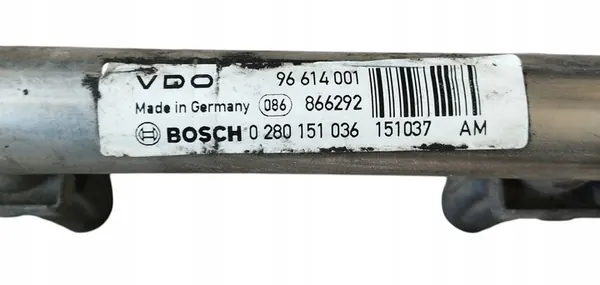 VDO 96 614 001
Made in Germany 086 866292
BOSCH 0 280 151 036 151037 AM